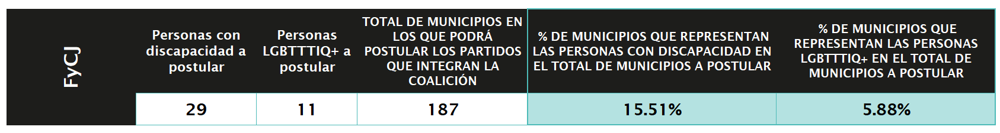 FyCJ
Personas con
discapacidad a
postular
Personas
LGBTTTIQ+ a
postular
TOTAL DE MUNICIPIOS EN
LOS QUE PODRÁ
POSTULAR LOS PARTIDOS
QUE INTEGRAN LA
COALICIÓN
% DE MUNICIPIOS QUE REPRESENTAN
LAS PERSONAS CON DISCAPACIDAD EN
EL TOTAL DE MUNICIPIOS A POSTULAR
% DE MUNICIPIOS QUE
REPRESENTAN LAS PERSONAS
LGBTTTIQ+ EN EL TOTAL DE
MUNICIPIOS A POSTULAR
29
11
187
15.51%
5.88%